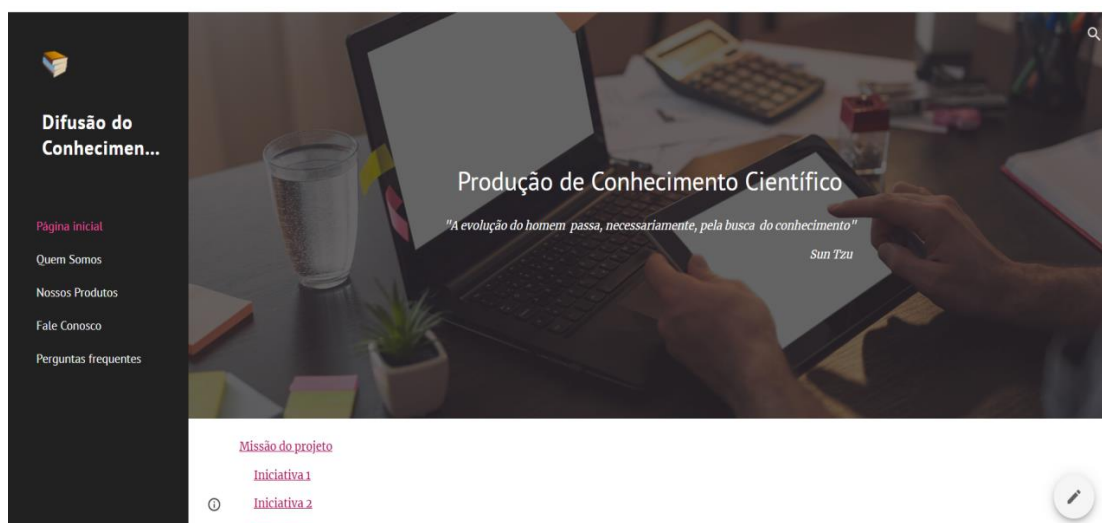 Difusão do
Conhecimen...
Página inicial
Quem Somos
Nossos Produtos
Fale Conosco
Perguntas frequentes
Produção de Conhecimento Científico
"A evolução do homem passa, necessariamente, pela busca do conhecimento"
Sun Tzu
Missão do projeto
Iniciativa 1
Iniciativa 2